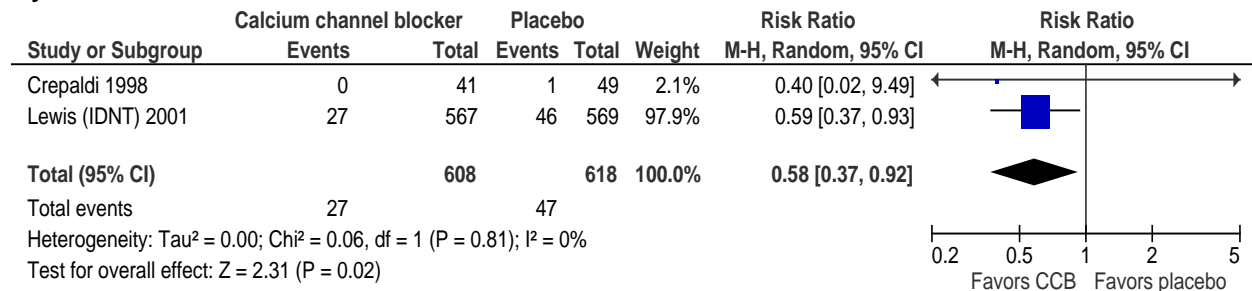 Calcium channel blocker Placebo Risk Ratio Risk Ratio
Study or Subgroup Events Total Events Total Weight M-H, Random, 95% CI M-H, Random, 95% CI
Crepaldi 1998 0 41 1 49 2.1% 0.40 [0.02, 9.49]
Lewis (IDNT) 2001 27 567 46 569 97.9% 0.59 [0.37, 0.93]
Total (95% CI) 608 618 100.0% 0.58 [0.37, 0.92]
Total events 27 47
Heterogeneity: Tau² = 0.00; Chi² = 0.06, df = 1 (P = 0.81); I² = 0%
Test for overall effect: Z = 2.31 (P = 0.02)
0.2 0.5 1 2 5
Favors CCB Favors placebo